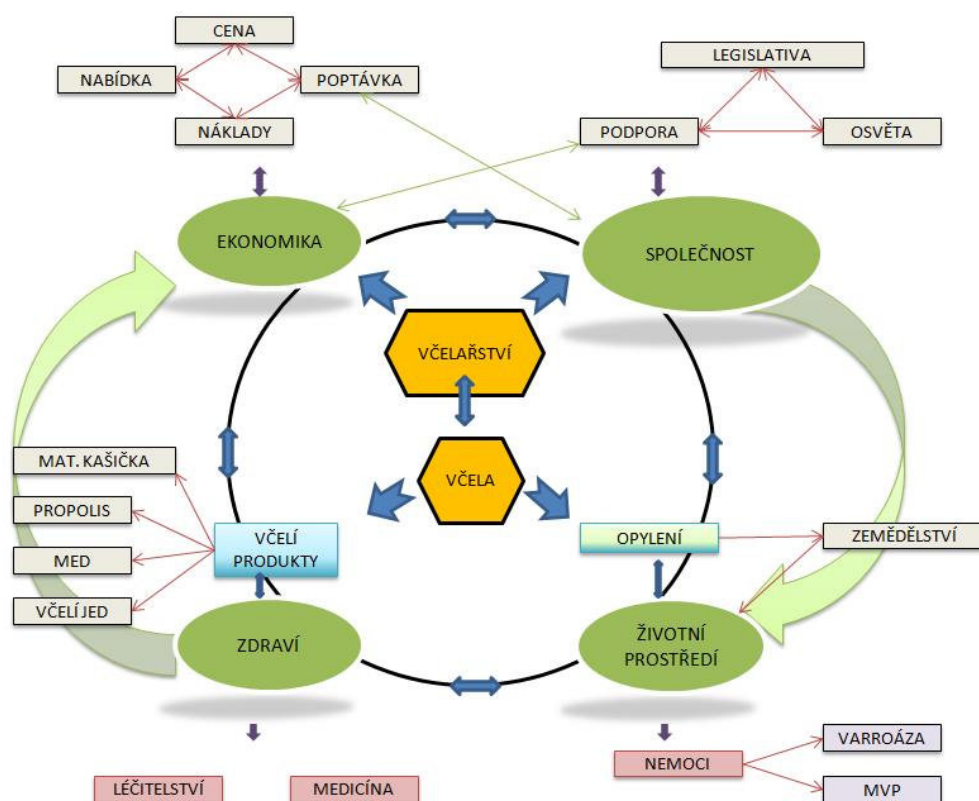 CENA
NABÍDKA
POPTÁVKA
NÁKLADY
LEGISLATIVA
PODPORA
OSVĚTA
EKONOMIKA
SPOLEČNOST
VČELAŘSTVÍ
VČELA
MAT. KAŠIČKA
PROPOLIS
MED
VČELÍ JED
VČELÍ
PRODUKTY
OPYLENÍ
ZEMĚDĚLSTVÍ
ZDRAVÍ
ŽIVOTNÍ
PROSTŘEDÍ
LÉČITELSTVÍ
MEDICÍNA
NEMOCI
VARROÁZA
MVP